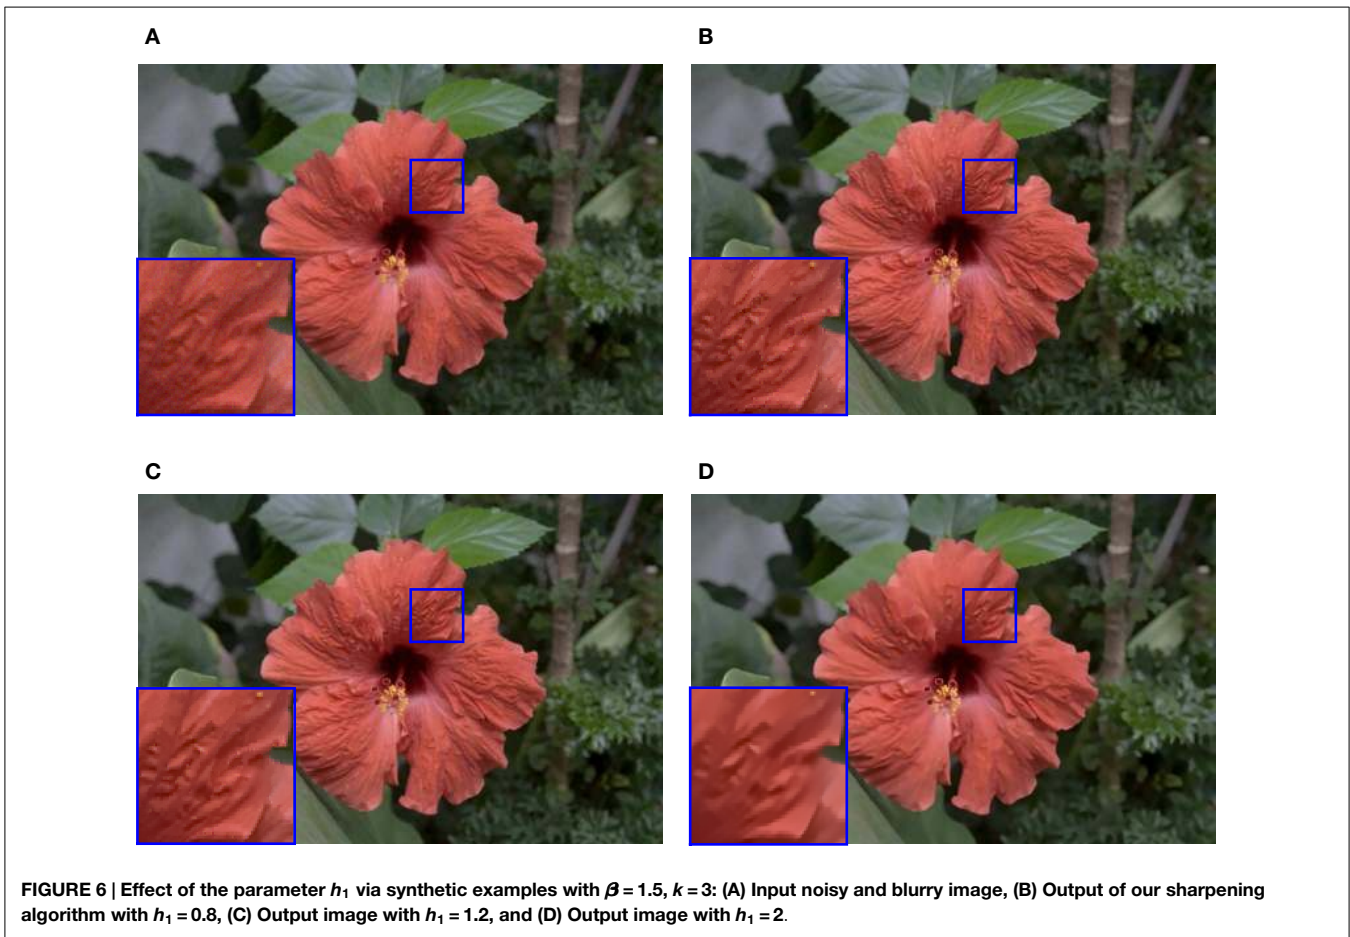 A
B
C
D
FIGURE 6 | Effect of the parameter h₁ via synthetic examples with β = 1.5, k = 3: (A) Input noisy and blurry image, (B) Output of our sharpening
algorithm with h₁ = 0.8, (C) Output image with h₁ = 1.2, and (D) Output image with h₁ = 2.